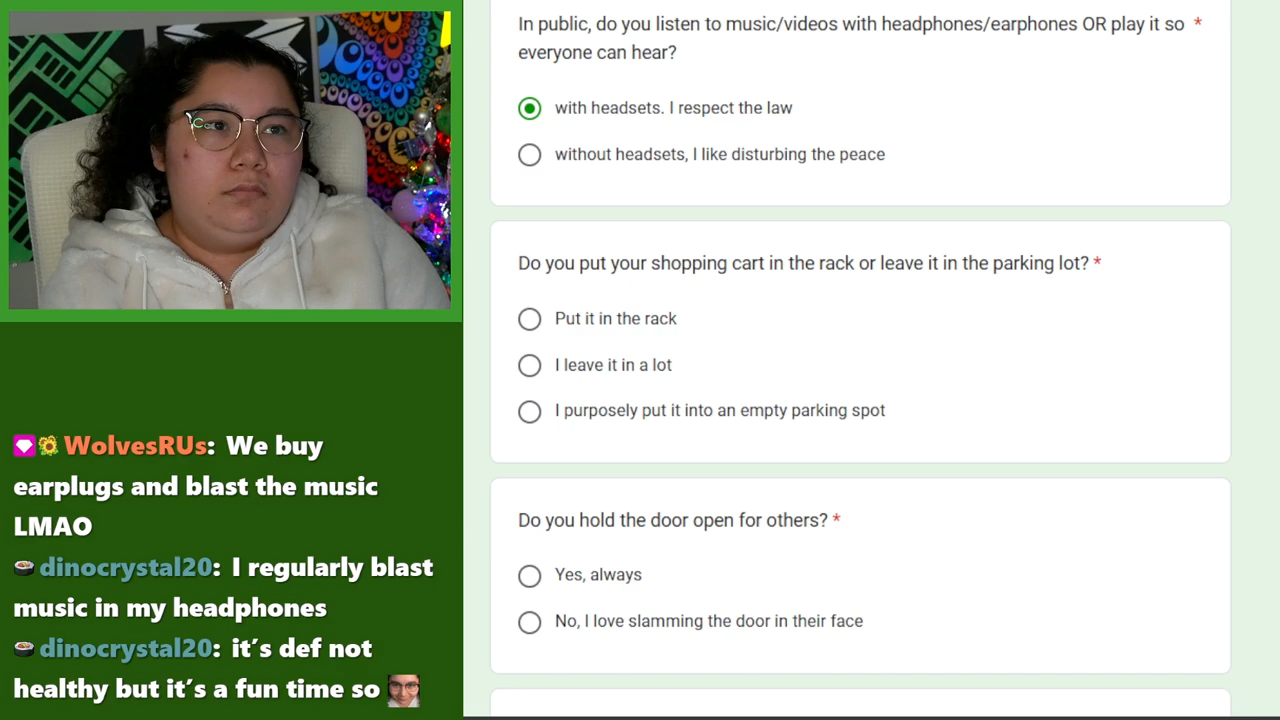 In public, do you listen to music/videos with headphones/earphones OR play it so *
everyone can hear?
with headsets. I respect the law
without headsets, I like disturbing the peace
Do you put your shopping cart in the rack or leave it in the parking lot? *
Put it in the rack
I leave it in a lot
I purposely put it into an empty parking spot
Do you hold the door open for others? *
Yes, always
No, I love slamming the door in their face
WolvesRUs: We buy
earplugs and blast the music
LMAO
dinocrystal20: I regularly blast
music in my headphones
dinocrystal20: it's def not
healthy but it's a fun time so